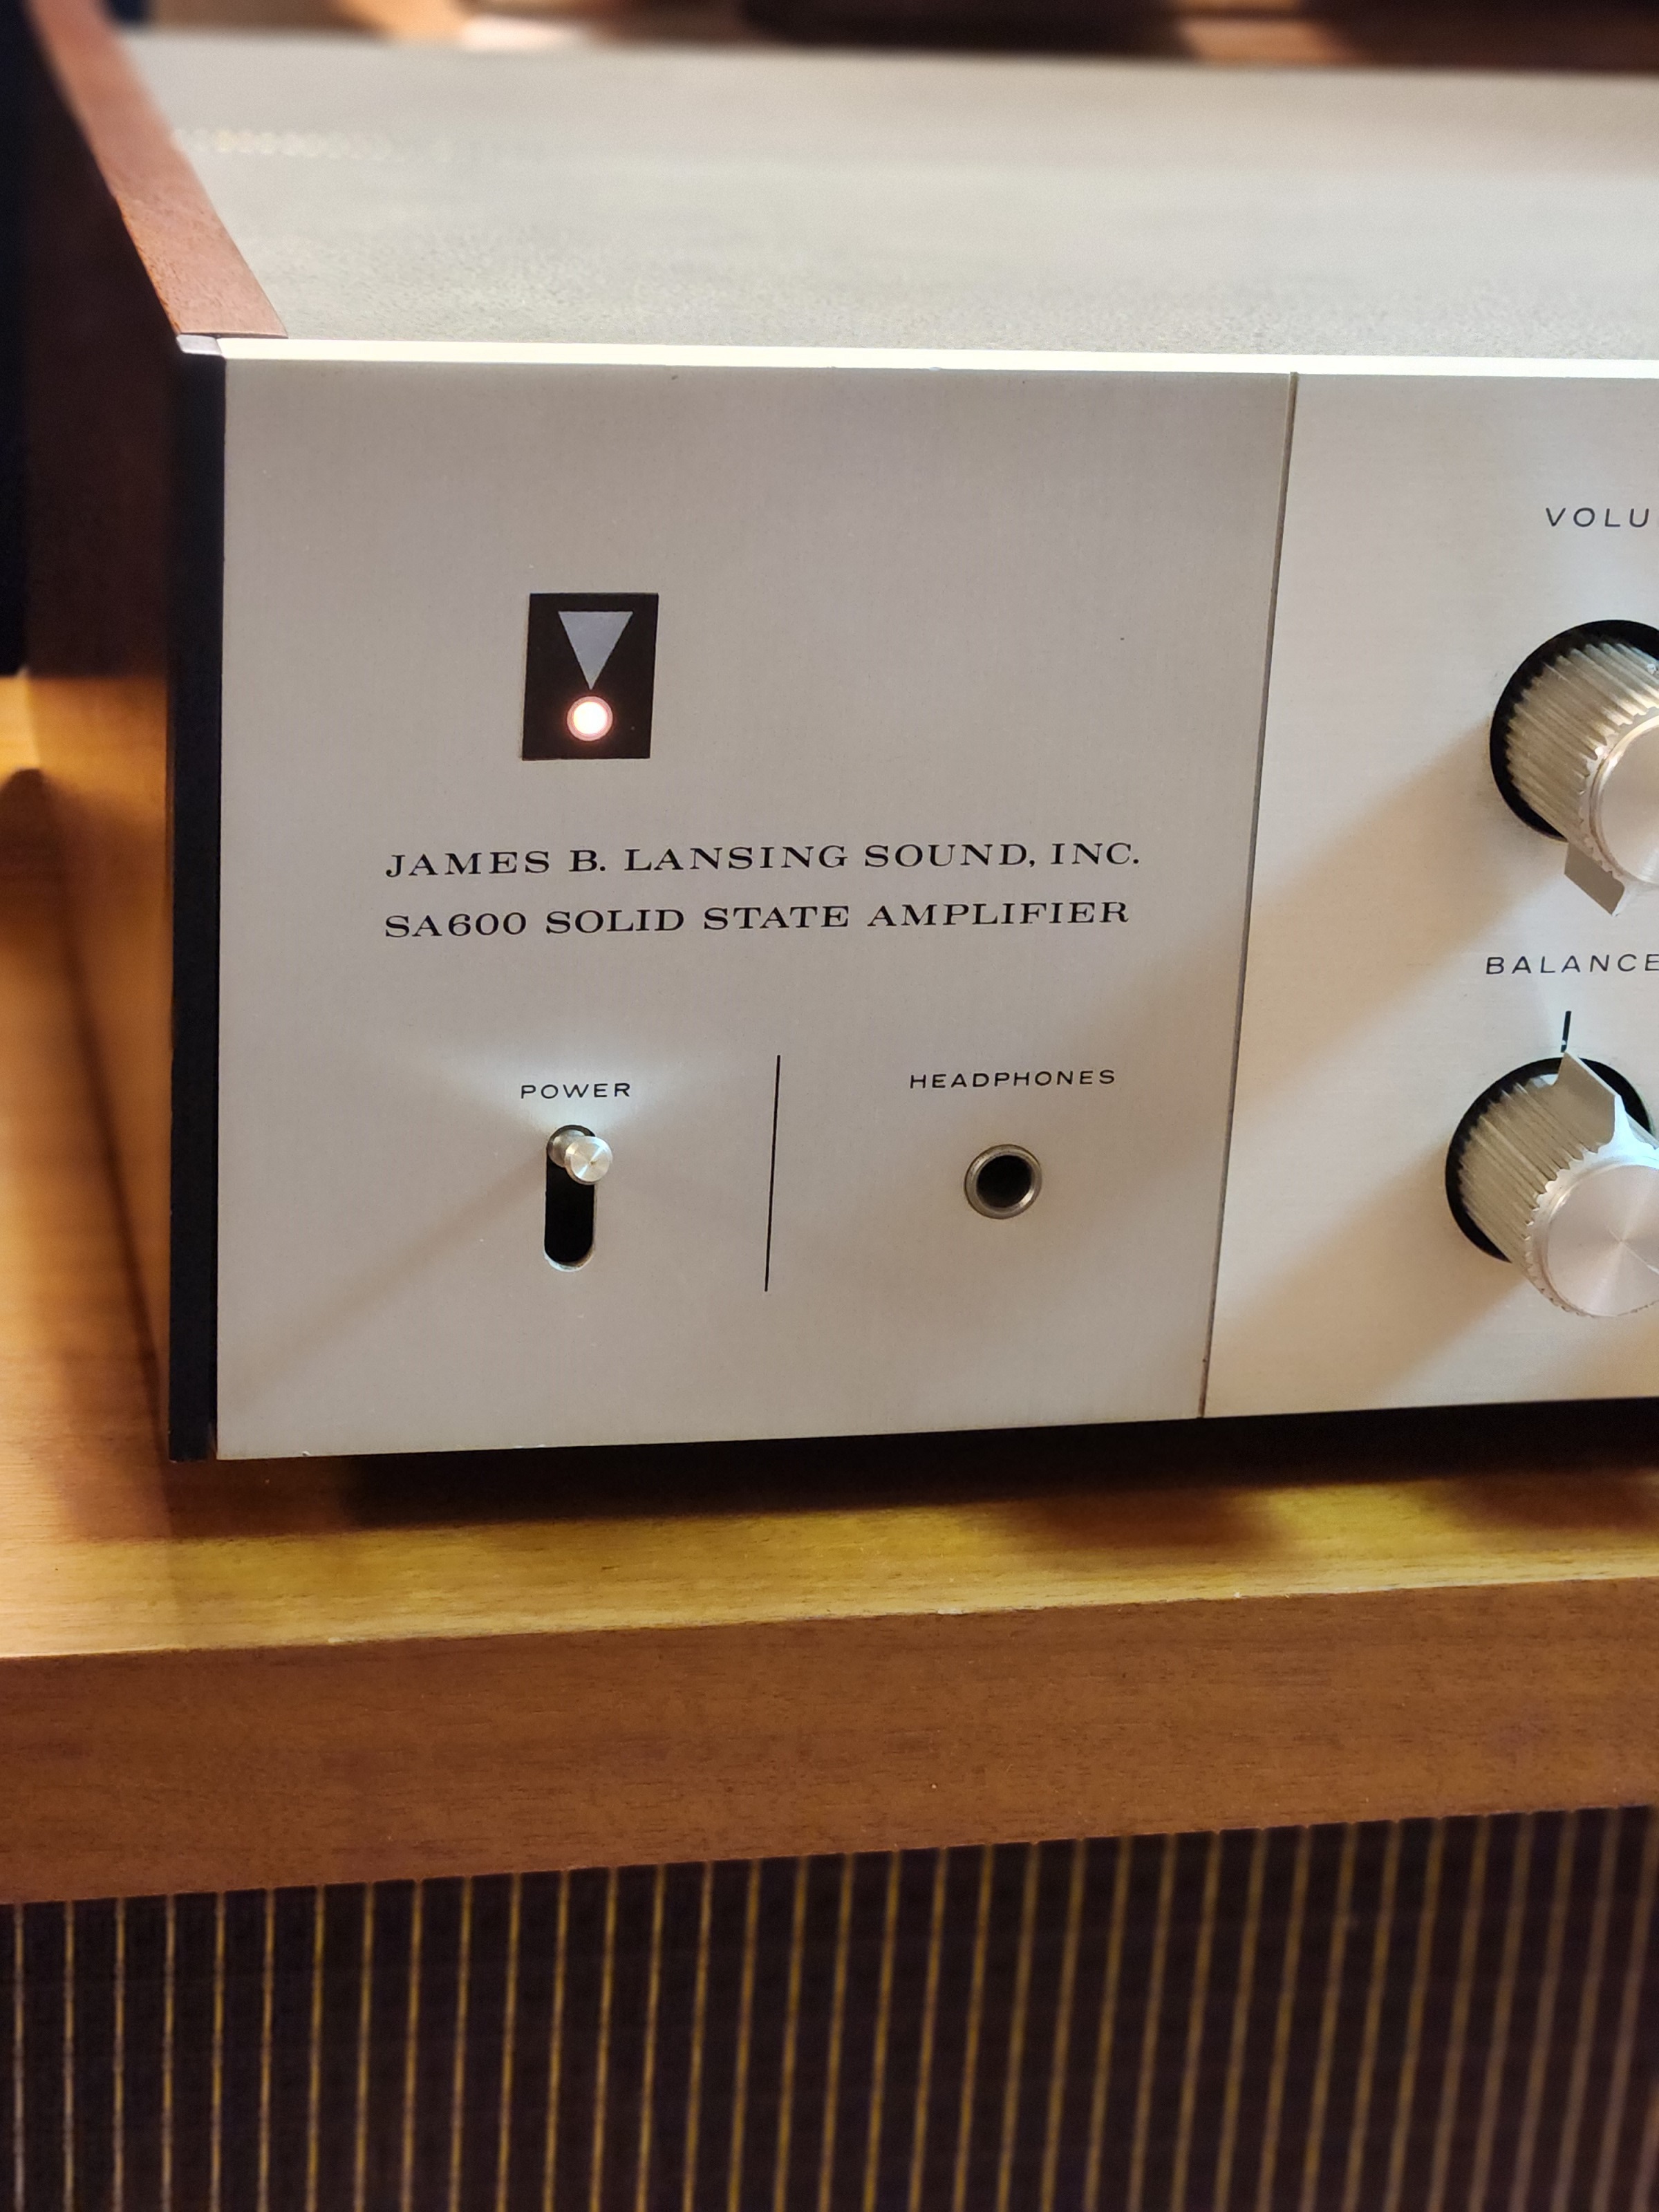 VOLU
JAMES B. LANSING SOUND, INC.
SA600 SOLID STATE AMPLIFIER
BALANCE
POWER
HEADPHONES